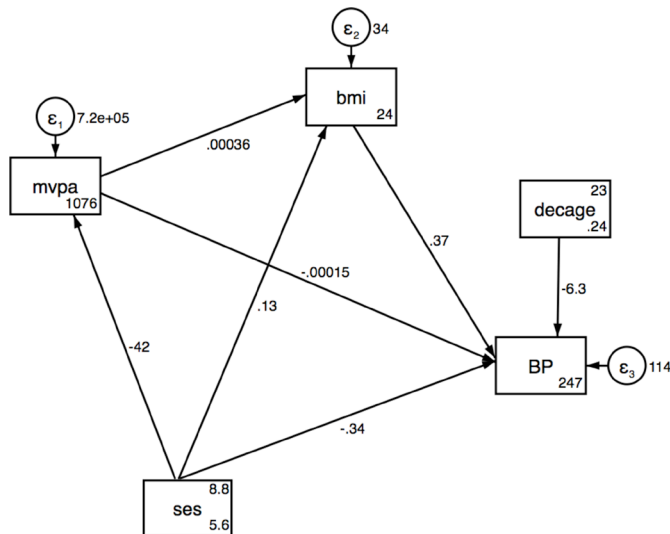 ε2 34
bmi
24
ε1 7.2e+05
.00036
mvpa
1076
23
decage
.24
.37
-.00015
-6.3
.13
-42
BP
247
ε3 114
-.34
8.8
ses
5.6